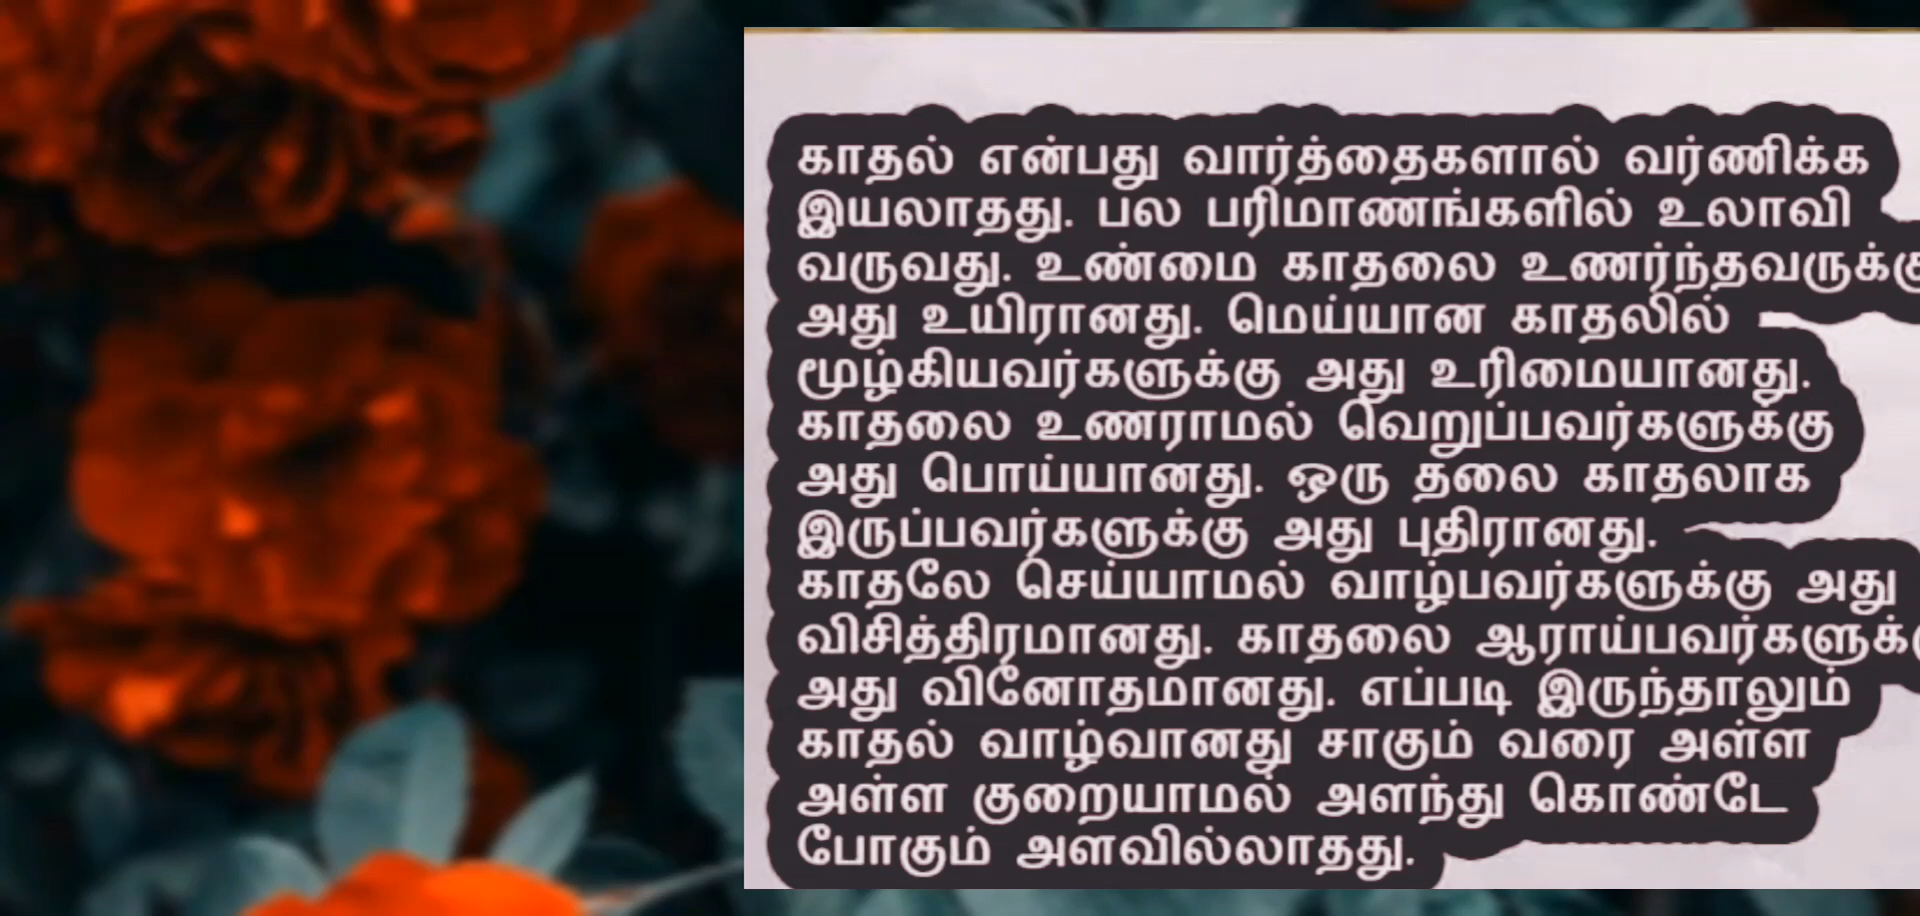 காதல் என்பது வார்த்தைகளால் வர்ணிக்க
இயலாதது. பல பரிமாணங்களில் உலாவி
வருவது. உண்மை காதலை உணர்ந்தவருக்கு
அது உயிரானது. மெய்யான காதலில்
மூழ்கியவர்களுக்கு அது உரிமையானது.
காதலை உணராமல் வெறுப்பவர்களுக்கு
அது பொய்யானது. ஒரு தலை காதலாக
இருப்பவர்களுக்கு அது புதிரானது.
காதலே செய்யாமல் வாழ்பவர்களுக்கு அது
விசித்திரமானது. காதலை ஆராய்பவர்களுக்கு
அது வினோதமானது. எப்படி இருந்தாலும்
காதல் வாழ்வானது சாகும் வரை அள்ள
அள்ள குறையாமல் அளந்து கொண்டே
போகும் அளவில்லாதது.